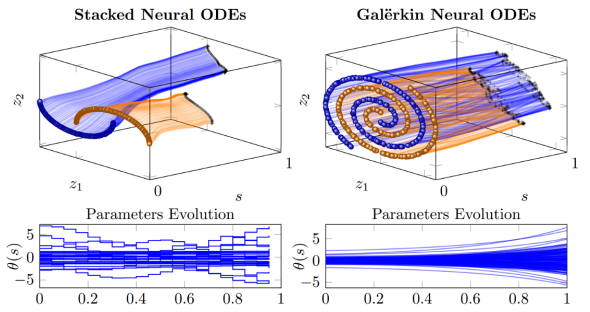 Stacked Neural ODEs
Galërkin Neural ODEs
z₂
z₁
0
s
1
z₂
z₁
0
s
1
Parameters Evolution
Parameters Evolution
θ(s)
5
0
−5
0
0.2
0.4
0.6
0.8
1
θ(s)
5
0
−5
0
0.2
0.4
0.6
0.8
1